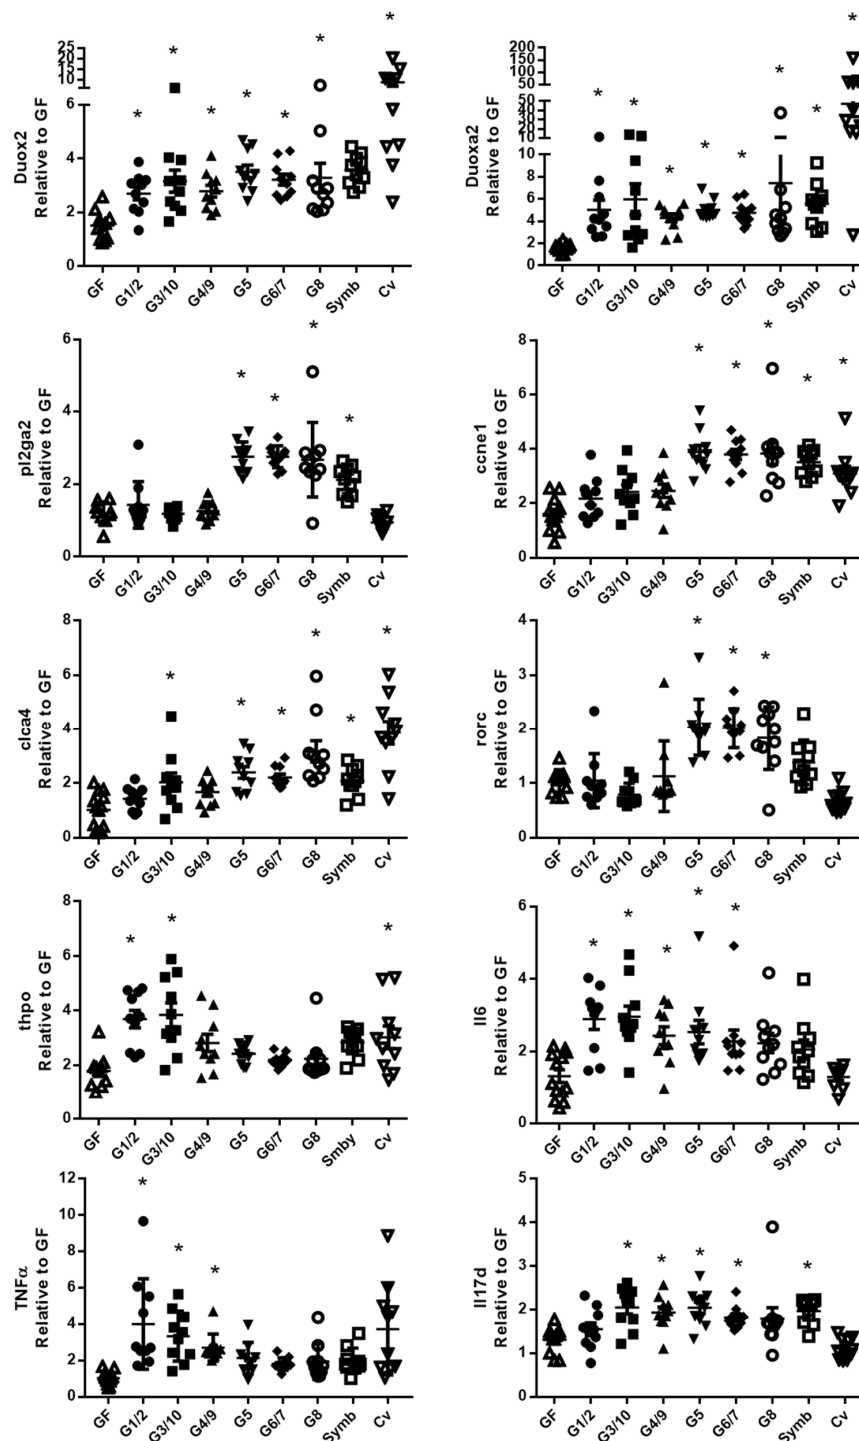 *
* * * * * * *
25
20
15
10
6
4
2
0
Duox2
Relative to GF
GF G1/2 G3/10 G4/9 G5 G6/7 G8 Symb Cv
* * * * * * * *
200
150
100
50
50
40
30
20
10
10
8
6
4
2
0
Duoxa2
Relative to GF
GF G1/2 G3/10 G4/9 G5 G6/7 G8 Symb Cv
* * * *
6
4
2
0
pl2ga2
Relative to GF
GF G1/2 G3/10 G4/9 G5 G6/7 G8 Symb Cv
* * * * *
8
6
4
2
0
ccne1
Relative to GF
GF G1/2 G3/10 G4/9 G5 G6/7 G8 Symb Cv
* * * * * *
8
6
4
2
0
clca4
Relative to GF
GF G1/2 G3/10 G4/9 G5 G6/7 G8 Symb Cv
* * *
4
3
2
1
0
rorc
Relative to GF
GF G1/2 G3/10 G4/9 G5 G6/7 G8 Symb Cv
* * *
8
6
4
2
0
thpo
Relative to GF
GF G1/2 G3/10 G4/9 G5 G6/7 G8 Smby Cv
* * * * *
6
4
2
0
Il6
Relative to GF
GF G1/2 G3/10 G4/9 G5 G6/7 G8 Symb Cv
* * *
12
10
8
6
4
2
0
TNFα
Relative to GF
GF G1/2 G3/10 G4/9 G5 G6/7 G8 Symb Cv
* * * * *
5
4
3
2
1
0
Il17d
Relative to GF
GF G1/2 G3/10 G4/9 G5 G6/7 G8 Symb Cv